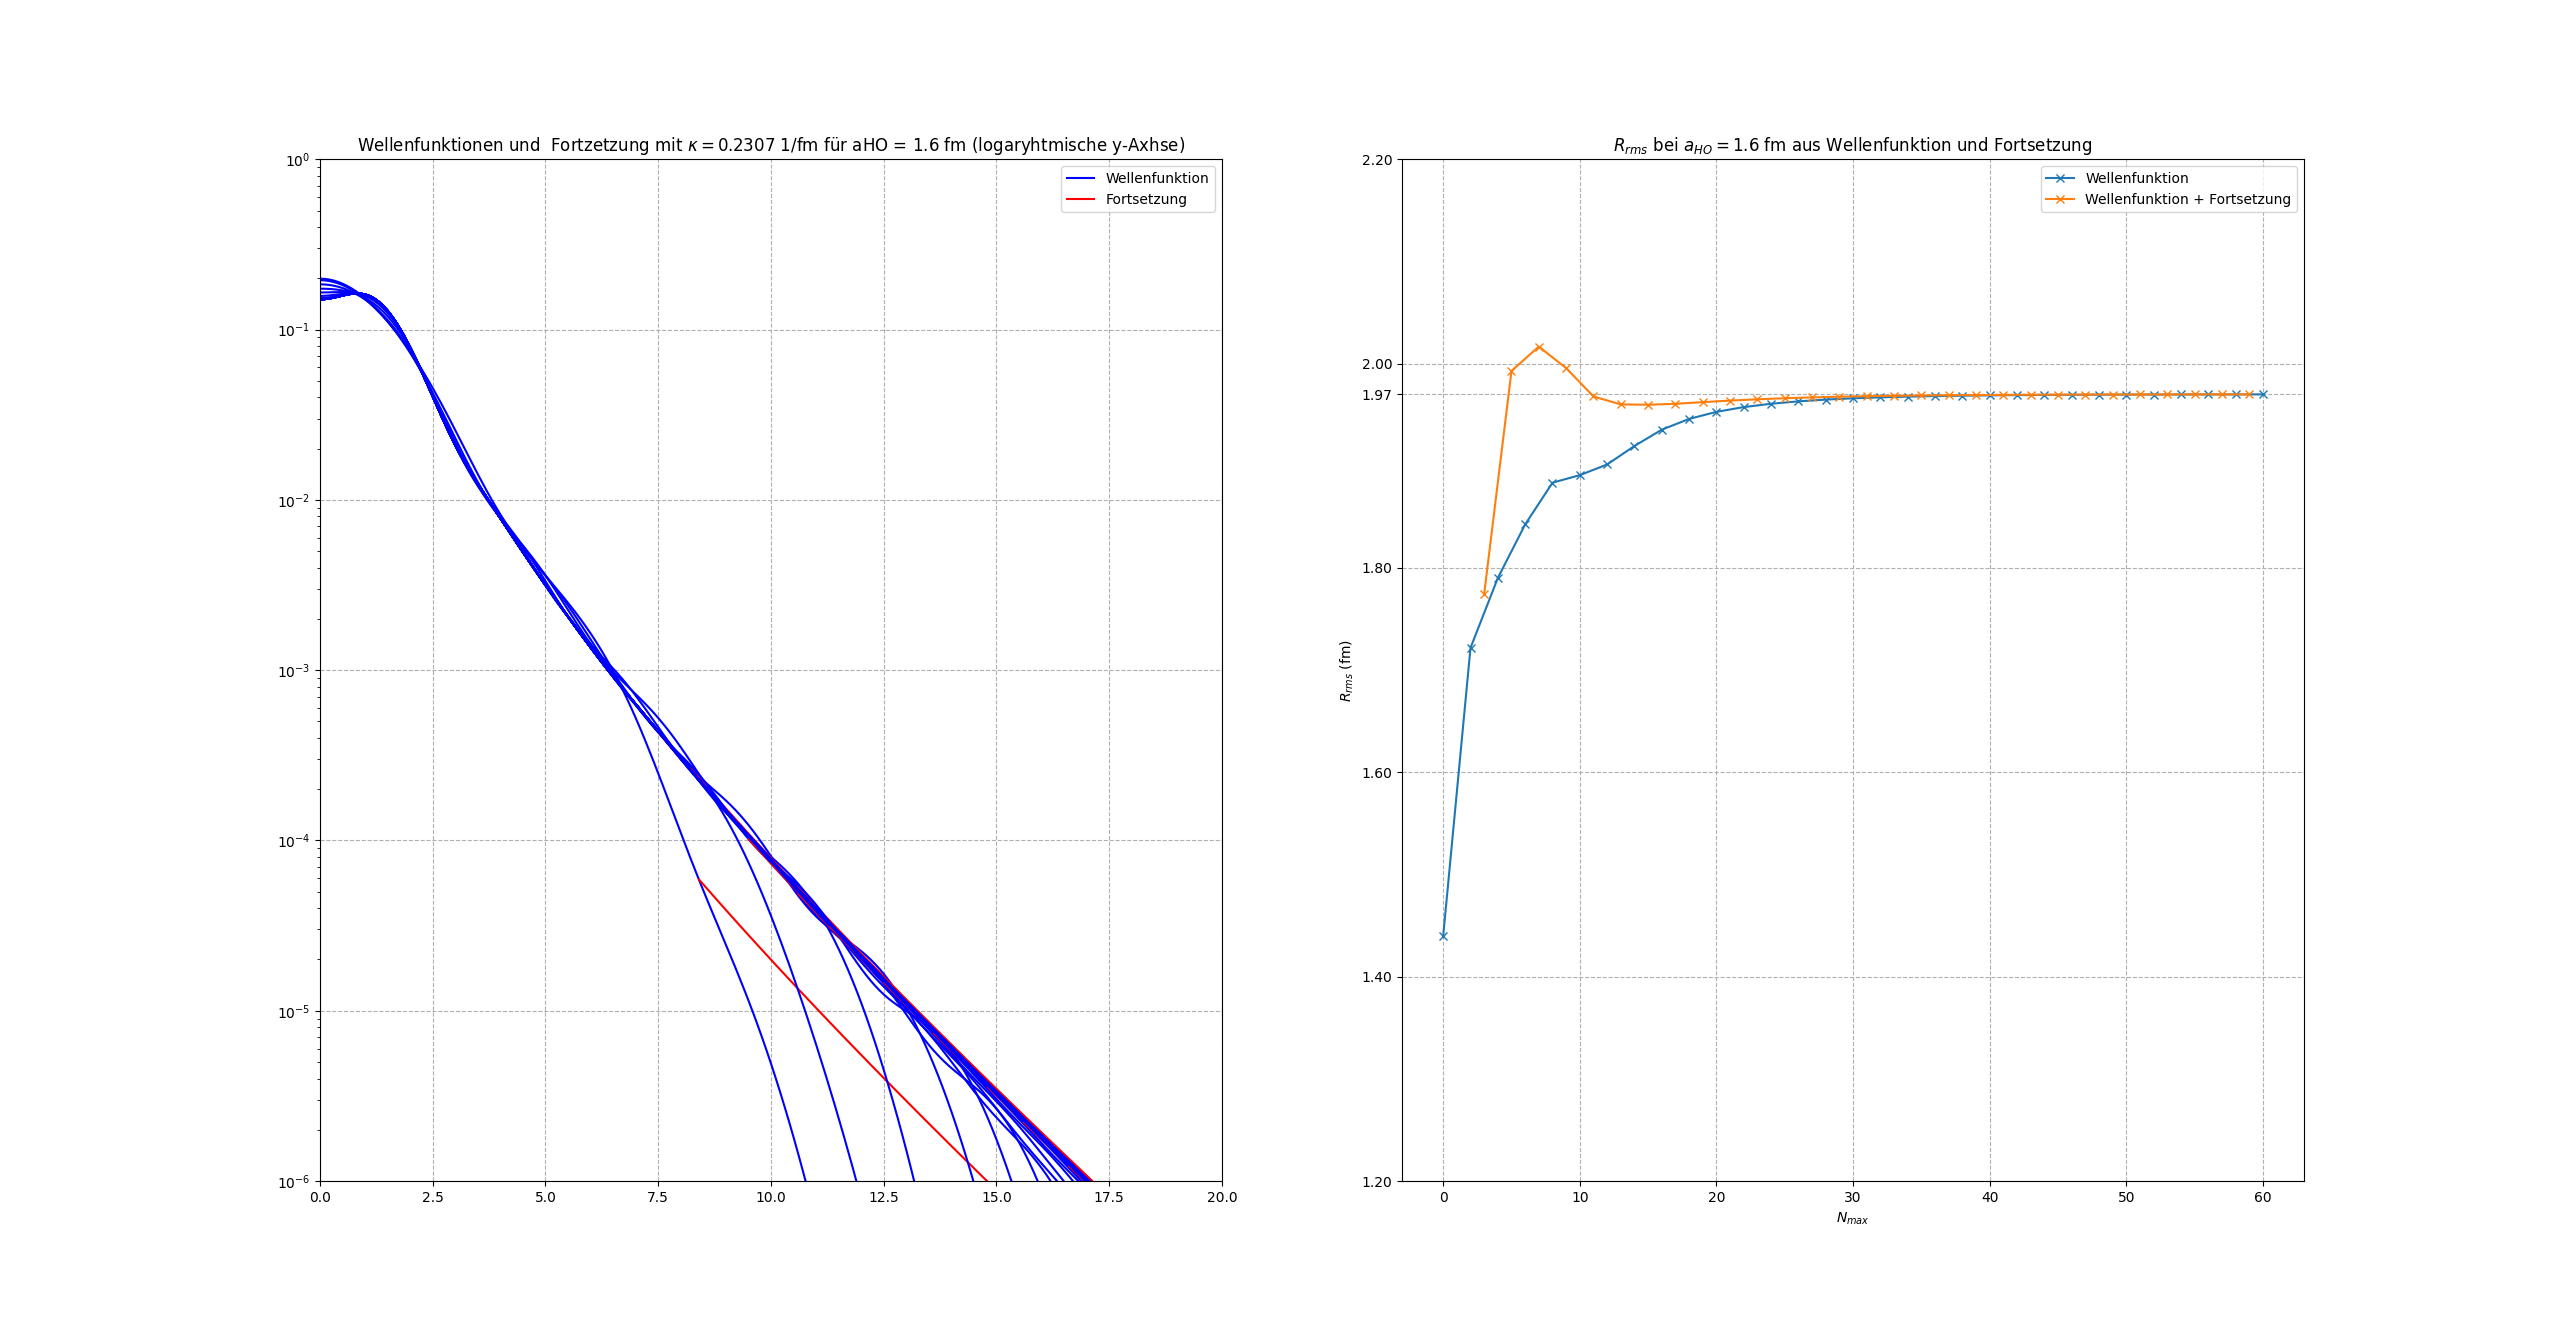 Wellenfunktionen und  Fortzetzung mit κ = 0.2307 1/fm für aHO = 1.6 fm (logaryhtmische y-Axhse)
Wellenfunktion
Fortsetzung
10⁰
10⁻¹
10⁻²
10⁻³
10⁻⁴
10⁻⁵
10⁻⁶
0.0 2.5 5.0 7.5 10.0 12.5 15.0 17.5 20.0
R_rms bei a_HO = 1.6 fm aus Wellenfunktion und Fortsetzung
Wellenfunktion
Wellenfunktion + Fortsetzung
2.20
2.00
1.97
1.80
1.60
1.40
1.20
R_rms (fm)
0 10 20 30 40 50 60
N_max